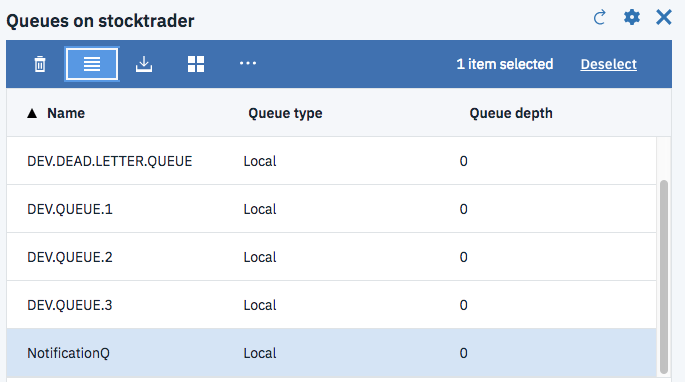 Queues on stocktrader
1 item selected Deselect
▲ Name Queue type Queue depth
DEV.DEAD.LETTER.QUEUE Local 0
DEV.QUEUE.1 Local 0
DEV.QUEUE.2 Local 0
DEV.QUEUE.3 Local 0
NotificationQ Local 0